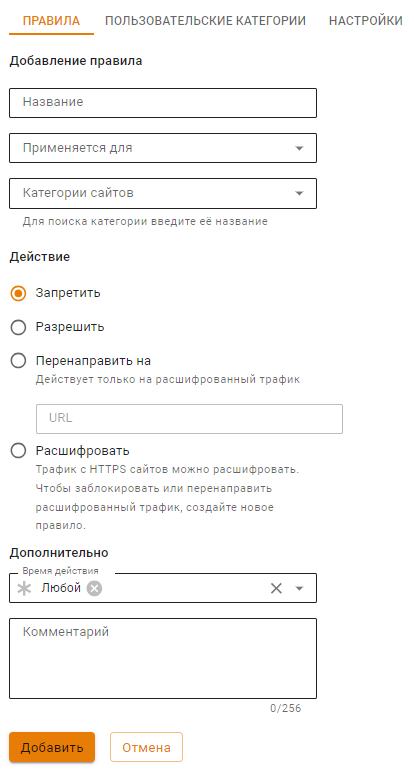 ПРАВИЛА ПОЛЬЗОВАТЕЛЬСКИЕ КАТЕГОРИИ НАСТРОЙКИ
Добавление правила
Название
Применяется для
Категории сайтов
Для поиска категории введите её название
Действие
Запретить
Разрешить
Перенаправить на
Действует только на расшифрованный трафик
URL
Расшифровать
Трафик с HTTPS сайтов можно расшифровать.
Чтобы заблокировать или перенаправить
расшифрованный трафик, создайте новое
правило.
Дополнительно
Время действия
Любой
Комментарий
0/256
Добавить Отмена